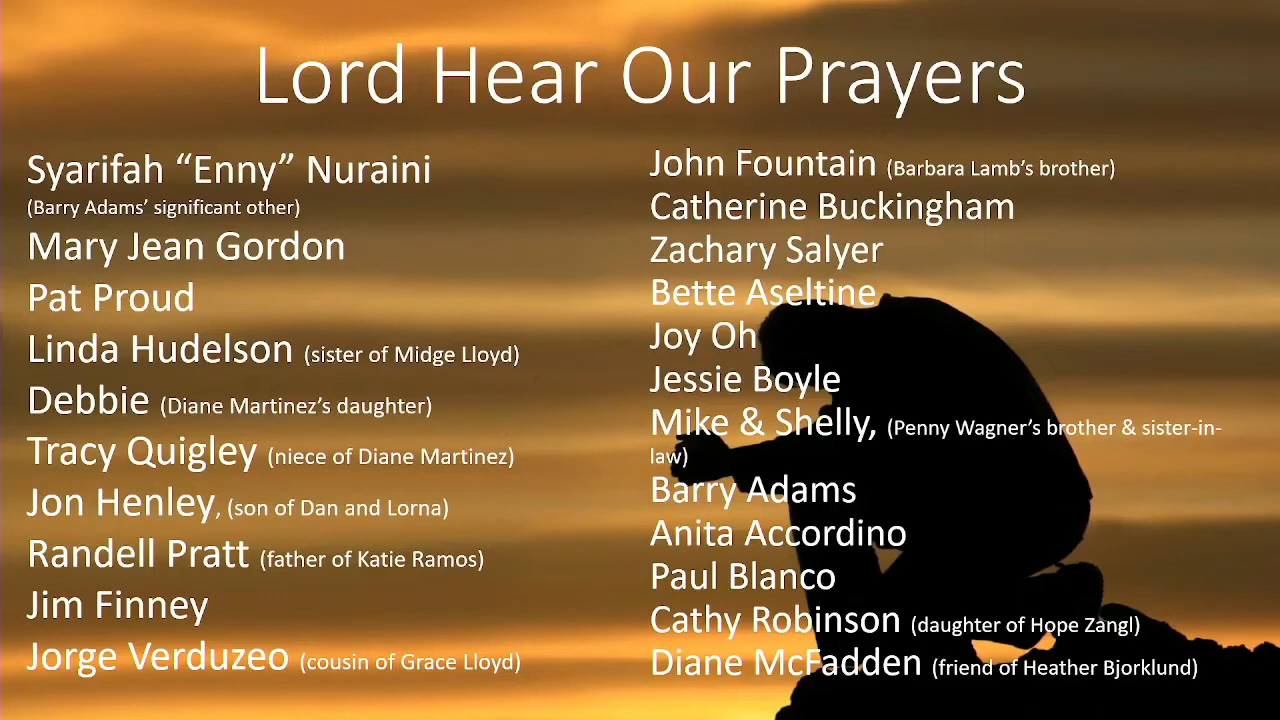 Lord Hear Our Prayers
Syarifah “Enny” Nuraini
(Barry Adams’ significant other)
Mary Jean Gordon
Pat Proud
Linda Hudelson (sister of Midge Lloyd)
Debbie (Diane Martinez’s daughter)
Tracy Quigley (niece of Diane Martinez)
Jon Henley, (son of Dan and Lorna)
Randell Pratt (father of Katie Ramos)
Jim Finney
Jorge Verduzeo (cousin of Grace Lloyd)
John Fountain (Barbara Lamb’s brother)
Catherine Buckingham
Zachary Salyer
Bette Aseltine
Joy Oh
Jessie Boyle
Mike & Shelly, (Penny Wagner’s brother & sister-in-
law)
Barry Adams
Anita Accordino
Paul Blanco
Cathy Robinson (daughter of Hope Zangl)
Diane McFadden (friend of Heather Bjorklund)